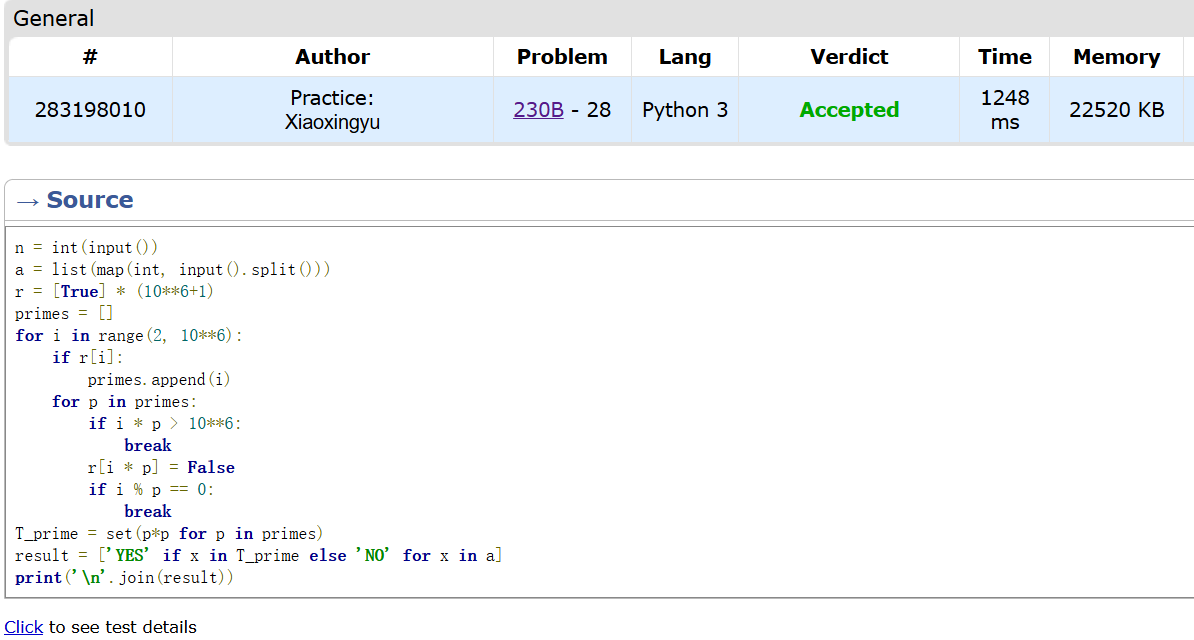 General
# Author Problem Lang Verdict Time Memory
283198010 Practice: Xiaoxingyu 230B - 28 Python 3 Accepted 1248 ms 22520 KB
→ Source
n = int(input())
a = list(map(int, input().split()))
r = [True] * (10**6+1)
primes = []
for i in range(2, 10**6):
    if r[i]:
        primes.append(i)
    for p in primes:
        if i * p > 10**6:
            break
        r[i * p] = False
        if i % p == 0:
            break
T_prime = set(p*p for p in primes)
result = ['YES' if x in T_prime else 'NO' for x in a]
print('\n'.join(result))
Click to see test details